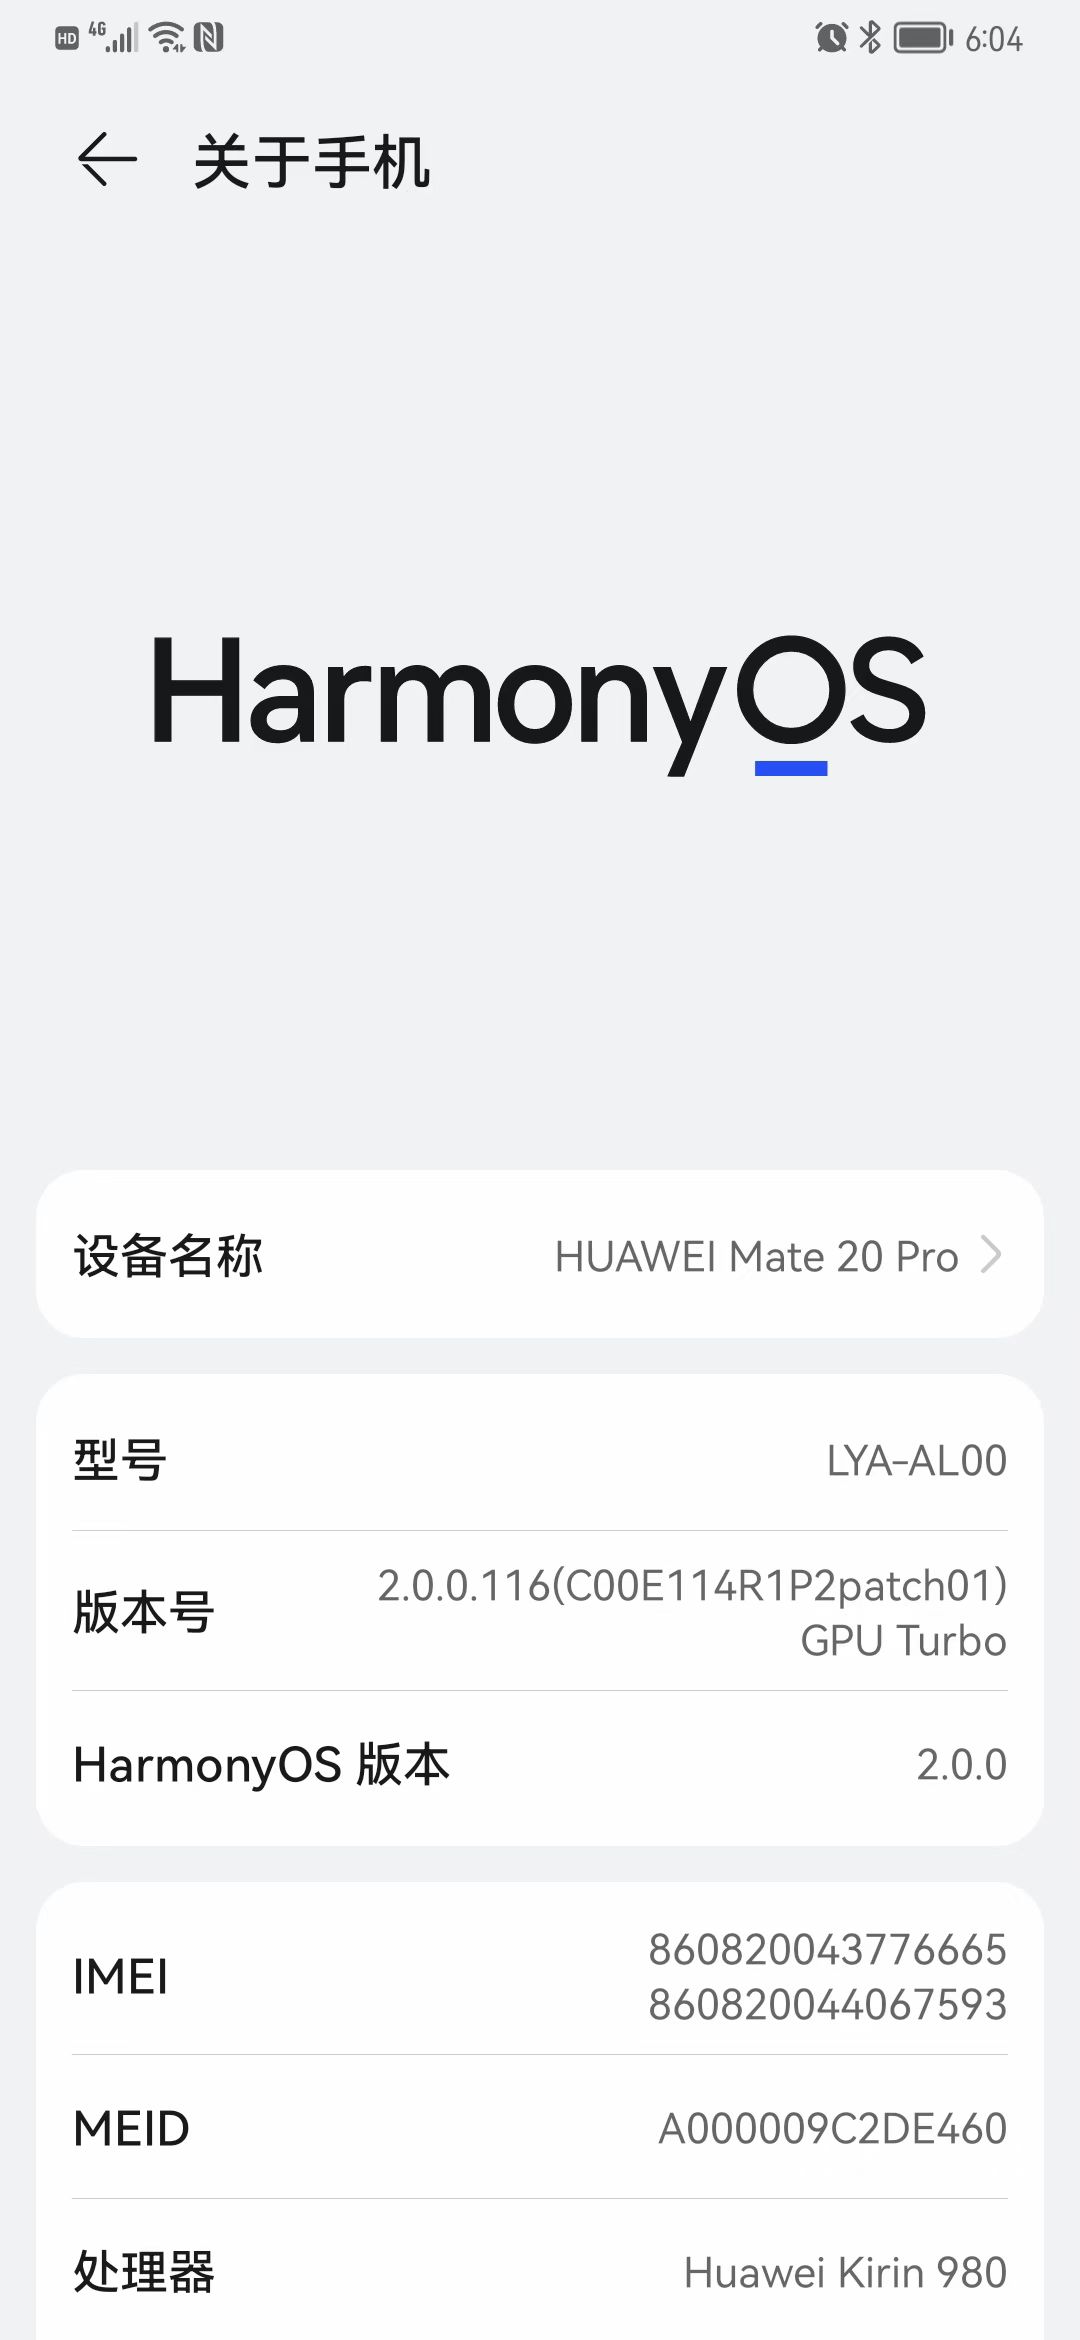 HD 4G 6:04
关于手机
HarmonyOS
设备名称 HUAWEI Mate 20 Pro
型号 LYA-AL00
版本号 2.0.0.116(C00E114R1P2patch01)
GPU Turbo
HarmonyOS 版本 2.0.0
IMEI 860820043776665
860820044067593
MEID A000009C2DE460
处理器 Huawei Kirin 980